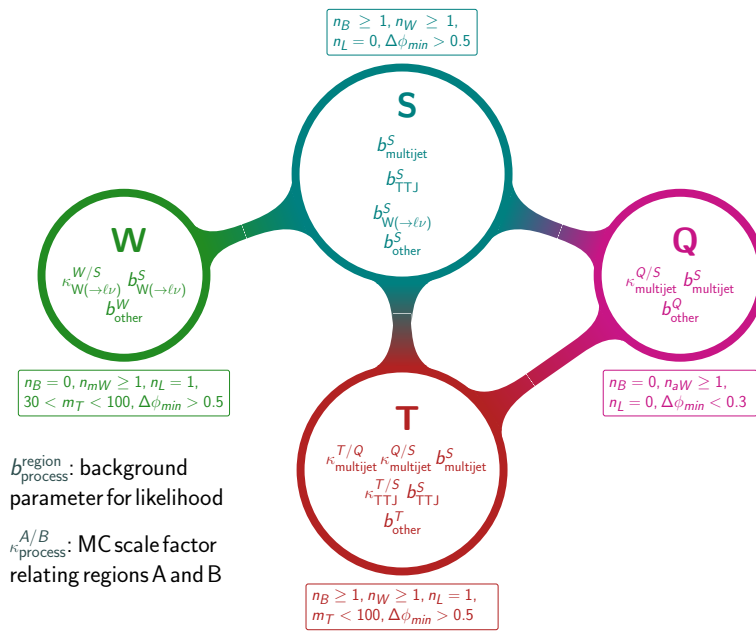 n_B ≥ 1, n_W ≥ 1,
n_L = 0, Δϕ_min > 0.5
S
b^S_multijet
b^S_TTJ
b^S_W(→ℓν)
b^S_other
W
κ^W/S_W(→ℓν) b^S_W(→ℓν)
b^W_other
n_B = 0, n_mW ≥ 1, n_L = 1,
30 < m_T < 100, Δϕ_min > 0.5
Q
κ^Q/S_multijet b^S_multijet
b^Q_other
n_B = 0, n_aW ≥ 1,
n_L = 0, Δϕ_min < 0.3
T
κ^T/Q_multijet κ^Q/S_multijet b^S_multijet
κ^T/S_TTJ b^S_TTJ
b^T_other
n_B ≥ 1, n_W ≥ 1, n_L = 1,
m_T < 100, Δϕ_min > 0.5
b^region_process: background
parameter for likelihood
κ^A/B_process: MC scale factor
relating regions A and B